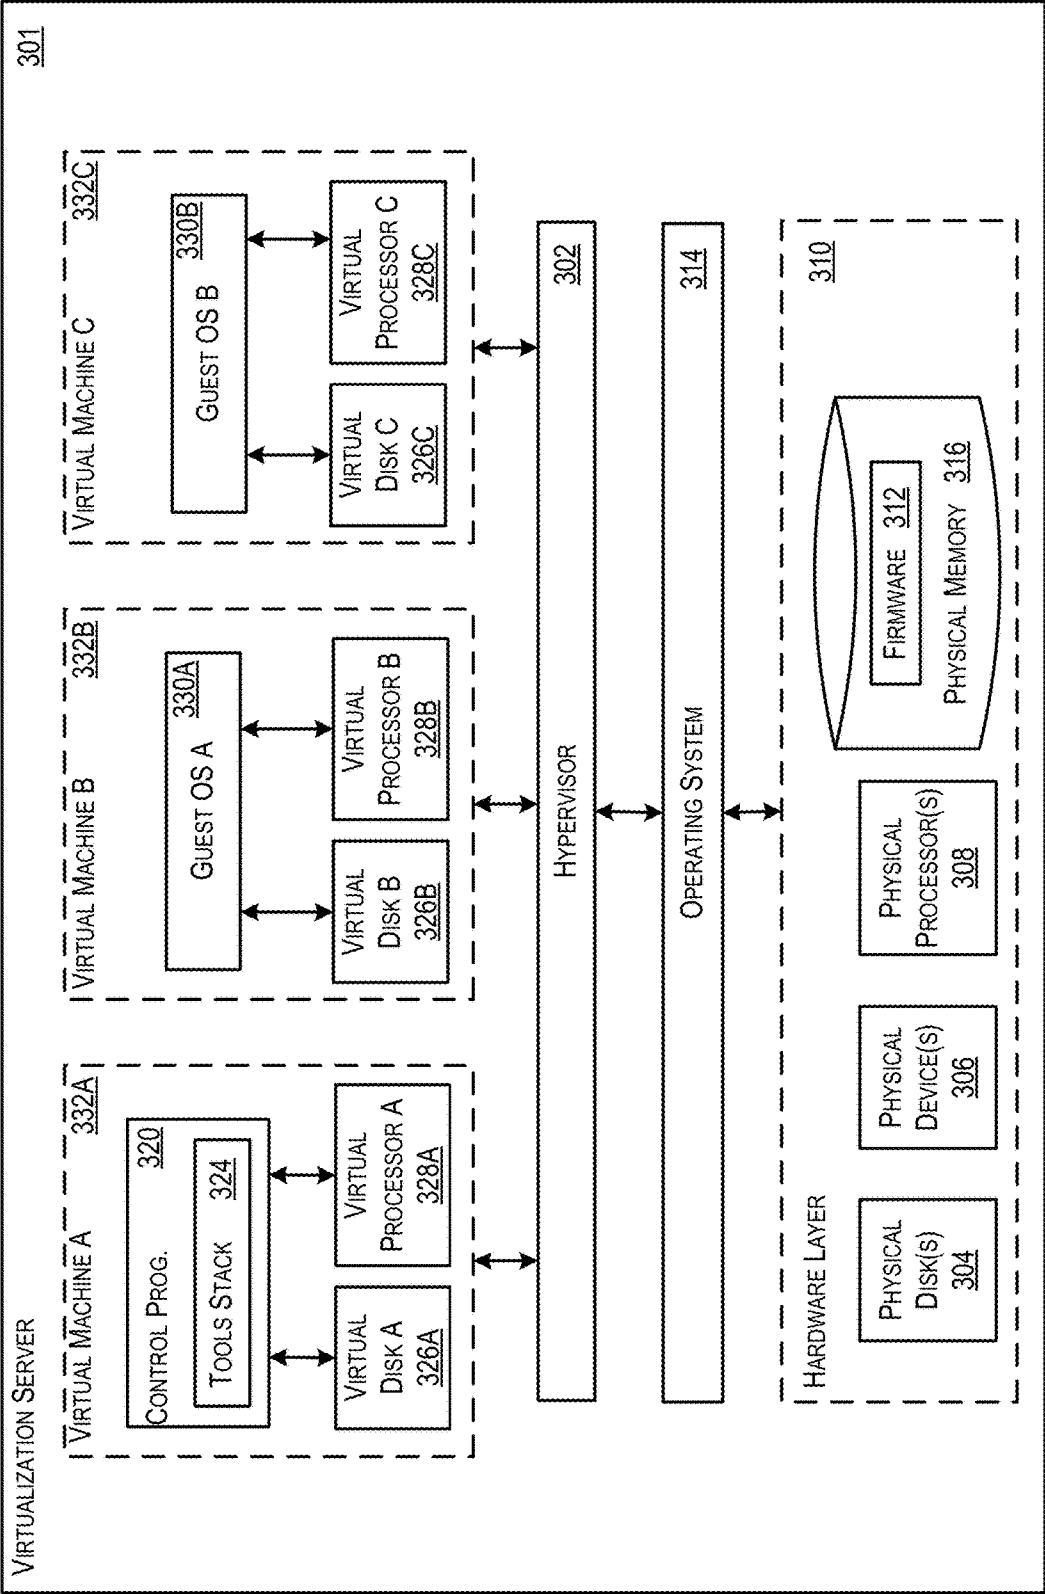 VIRTUALIZATION SERVER
301
VIRTUAL MACHINE A
332A
CONTROL PROG.
320
TOOLS STACK
324
VIRTUAL
DISK A
326A
VIRTUAL
PROCESSOR A
328A
VIRTUAL MACHINE B
332B
GUEST OS A
330A
VIRTUAL
DISK B
326B
VIRTUAL
PROCESSOR B
328B
VIRTUAL MACHINE C
332C
GUEST OS B
330B
VIRTUAL
DISK C
326C
VIRTUAL
PROCESSOR C
328C
HYPERVISOR
302
OPERATING SYSTEM
314
HARDWARE LAYER
310
PHYSICAL
DISK(S)
304
PHYSICAL
DEVICE(S)
306
PHYSICAL
PROCESSOR(S)
308
FIRMWARE 312
PHYSICAL MEMORY 316